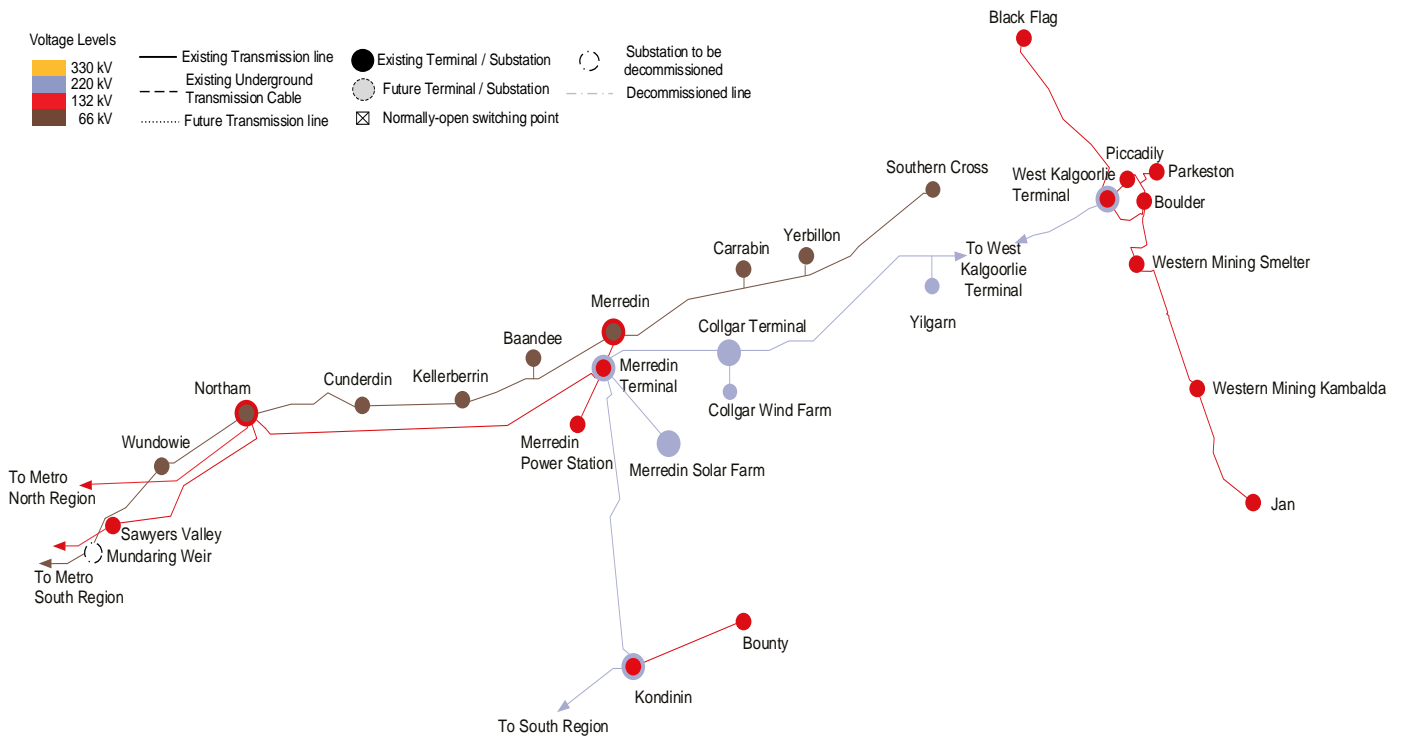 Voltage Levels
330 kV
220 kV
132 kV
66 kV
Existing Transmission line
Existing Underground
Transmission Cable
Future Transmission line
Existing Terminal / Substation
Future Terminal / Substation
Normally-open switching point
Substation to be
decommissioned
Decommissioned line
Black Flag
Piccadily
Parkeston
West Kalgoorlie
Terminal
Boulder
Southern Cross
Yerbillon
Carrabin
To West
Kalgoorlie
Terminal
Western Mining Smelter
Merredin
Collgar Terminal
Yilgarn
Baandee
Merredin
Terminal
Kellerberrin
Cunderdin
Northam
Collgar Wind Farm
Western Mining Kambalda
Wundowie
Merredin
Power Station
Merredin Solar Farm
To Metro
North Region
Jan
Sawyers Valley
Mundaring Weir
To Metro
South Region
Bounty
Kondinin
To South Region